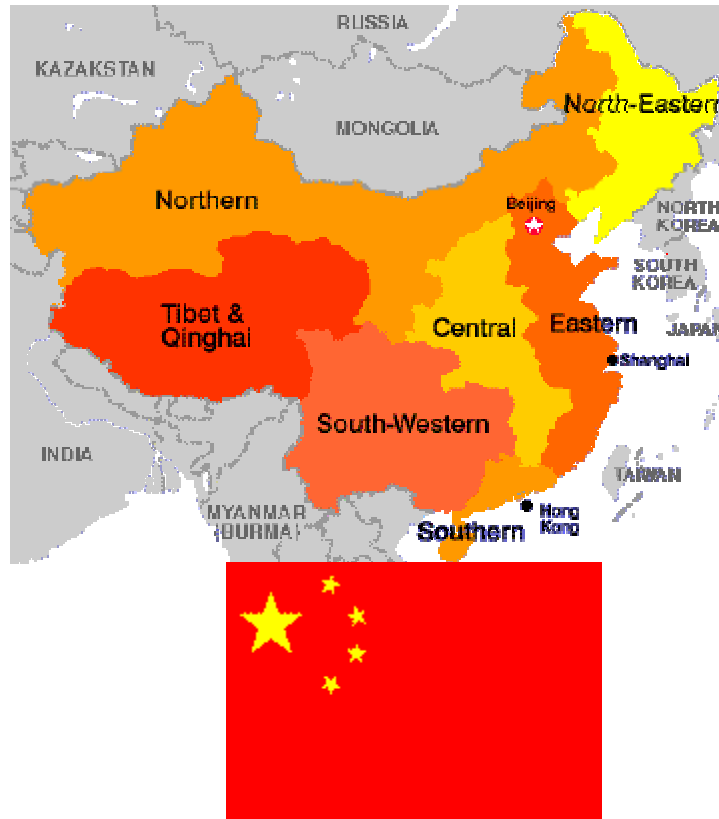 RUSSIA
KAZAKSTAN
North-Eastern
MONGOLIA
Northern
Beijing
NORTH
KOREA
SOUTH
KOREA
Tibet &
Qinghai
Central
Eastern
JAPAN
Shanghai
South-Western
INDIA
TAIWAN
MYANMAR
(BURMA)
Hong
Kong
Southern